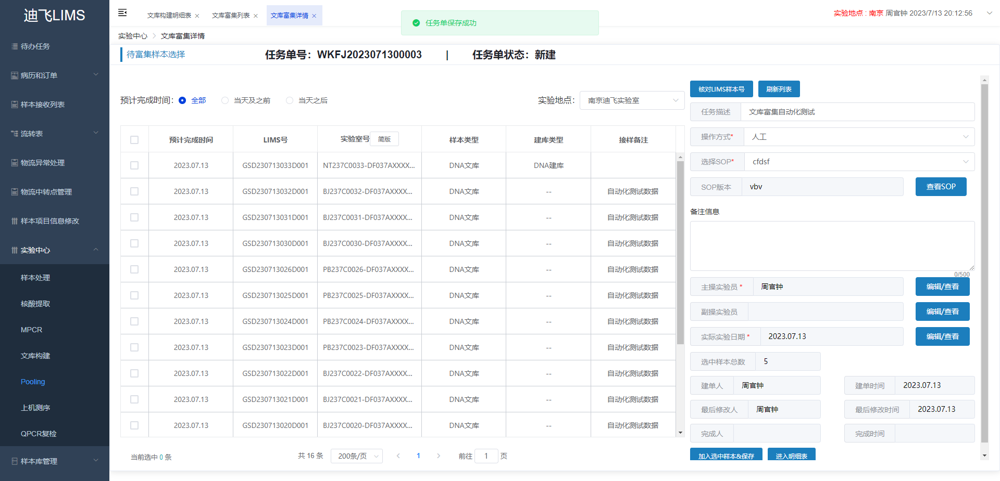 迪飞LIMS
待办任务
病历和订单
样本接收列表
流转表
物流异常处理
物流中转点管理
样本项目信息修改
实验中心
样本处理
核酸提取
MPCR
文库构建
Pooling
上机测序
QPCR复检
样本库管理
文库构建明细表 文库富集列表 文库富集详情
任务单保存成功
实验地点 : 南京 周官钟 2023/7/13 20:12:56
实验中心 文库富集详情
待富集样本选择 任务单号：WKFJ2023071300003 | 任务单状态：新建
预计完成时间： 全部 当天及之前 当天之后 实验地点： 南京迪飞实验室
预计完成时间 LIMS号 实验室号 简版 样本类型 建库类型 接样备注
2023.07.13 GSD230713033D001 NT237C0033-DF037AXXXX... DNA文库 DNA建库
2023.07.13 GSD230713032D001 BJ237C0032-DF037AXXXX... DNA文库 -- 自动化测试数据
2023.07.13 GSD230713031D001 BJ237C0031-DF037AXXXX... DNA文库 -- 自动化测试数据
2023.07.13 GSD230713030D001 BJ237C0030-DF037AXXXX... DNA文库 -- 自动化测试数据
2023.07.13 GSD230713026D001 PB237C0026-DF037AXXXX... DNA文库 -- 自动化测试数据
2023.07.13 GSD230713025D001 PB237C0025-DF037AXXXX... DNA文库 -- 自动化测试数据
2023.07.13 GSD230713024D001 PB237C0024-DF037AXXXX... DNA文库 -- 自动化测试数据
2023.07.13 GSD230713023D001 PB237C0023-DF037AXXXX... DNA文库 -- 自动化测试数据
2023.07.13 GSD230713022D001 BJ237C0022-DF037AXXXX... DNA文库 -- 自动化测试数据
2023.07.13 GSD230713021D001 BJ237C0021-DF037AXXXX... DNA文库 -- 自动化测试数据
2023.07.13 GSD230713020D001 BJ237C0020-DF037AXXXX... DNA文库 -- 自动化测试数据
当前选中 0 条 共 16 条 200条/页 1 前往 1 页
核对LIMS样本号 刷新列表
任务描述 文库富集自动化测试
操作方式* 人工
选择SOP* cfdsf
SOP版本 vbv 查看SOP
备注信息
0/500
主操实验员 * 周官钟 编辑/查看
副操实验员 编辑/查看
实际实验日期 * 2023.07.13 编辑/查看
选中样本总数 5
建单人 周官钟 建单时间 2023.07.13
最后修改人 周官钟 最后修改时间 2023.07.13
完成人 完成时间
加入选中样本&保存 进入明细表